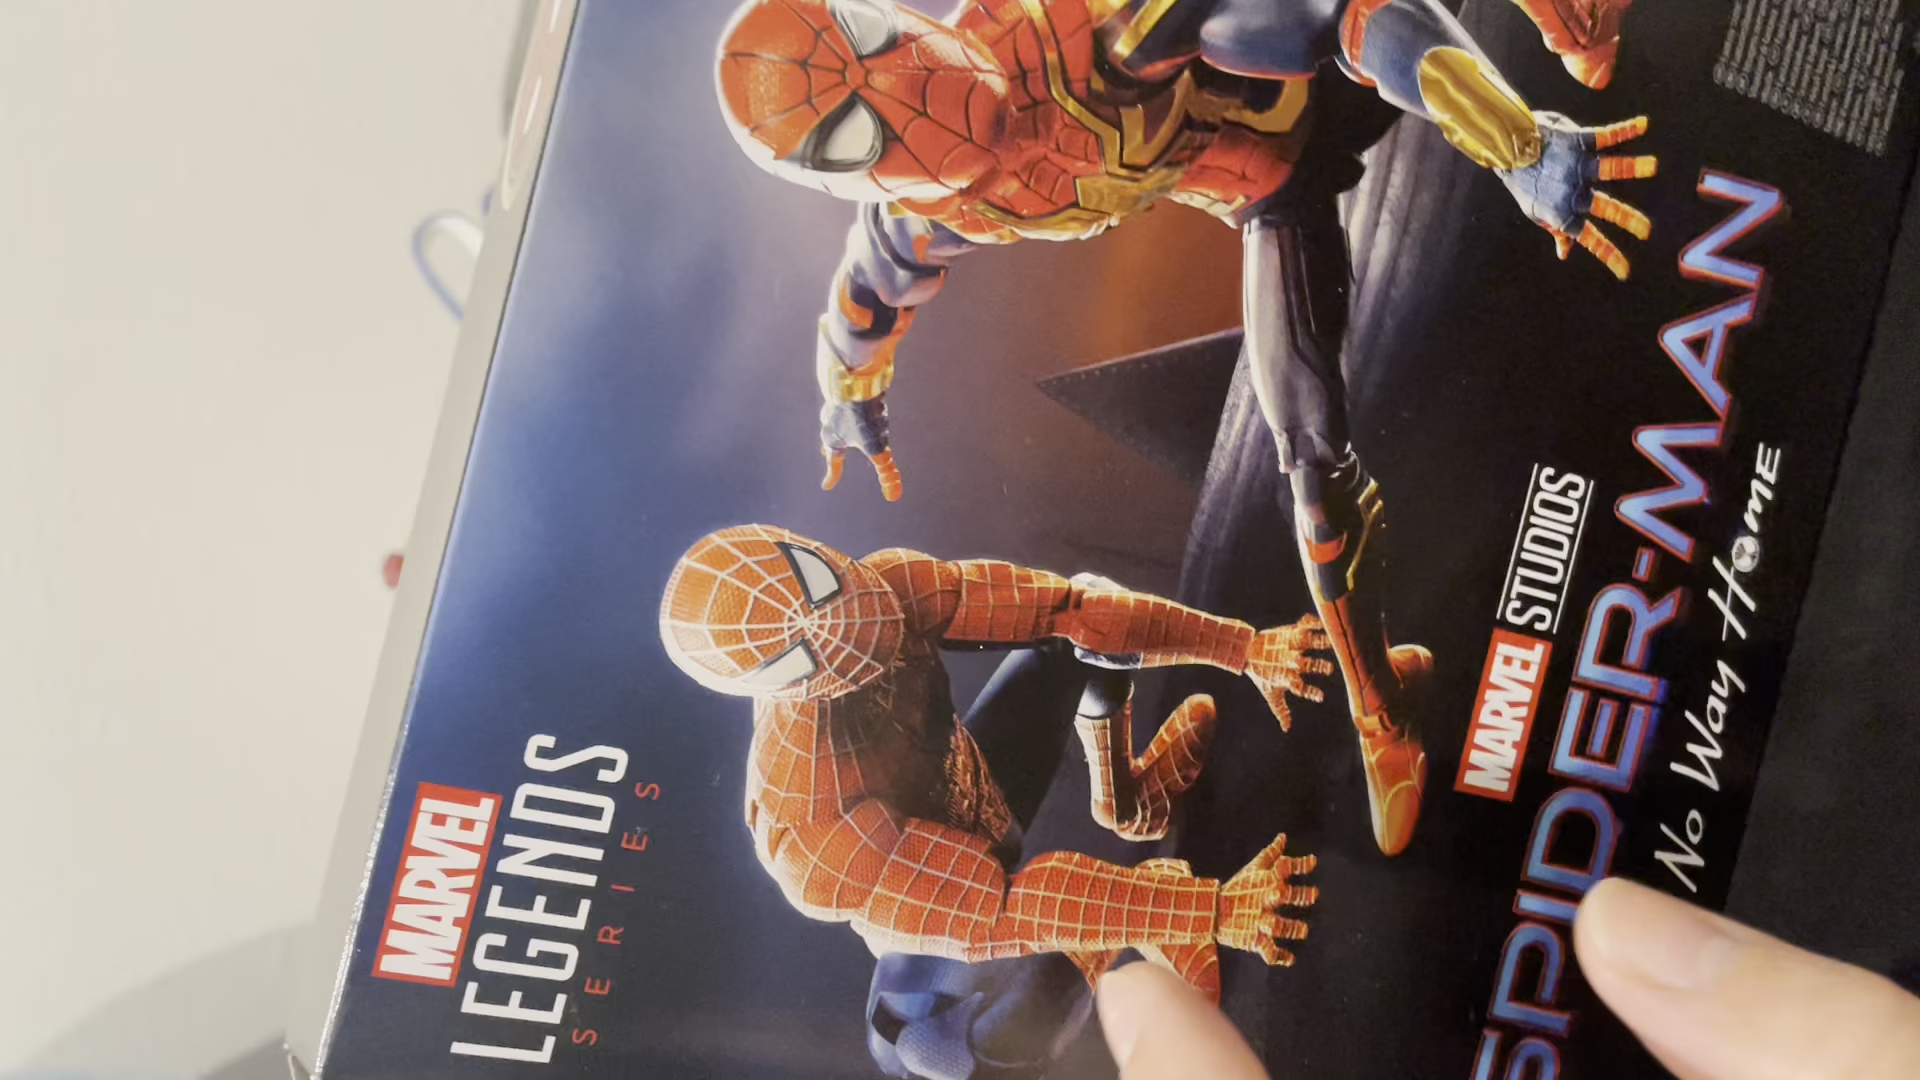 MARVEL
LEGENDS
SERIES
MARVEL STUDIOS
SPIDER-MAN
No Way Home